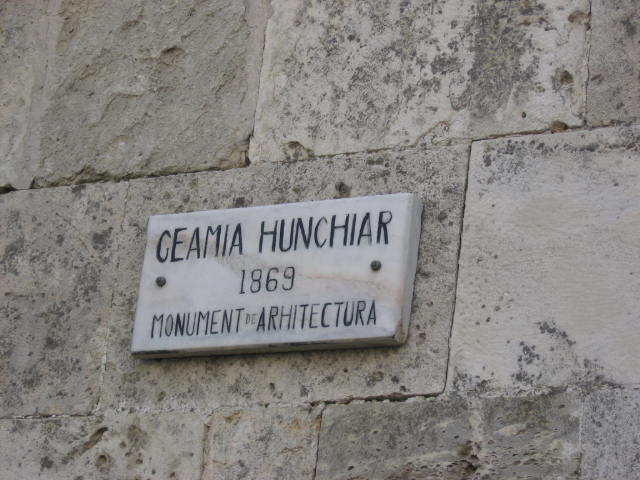 GEAMIA HUNCHIAR
1869
MONUMENT DE ARHITECTURA